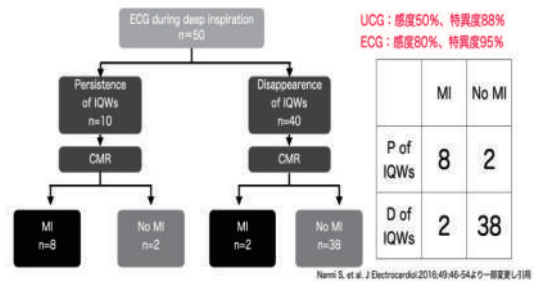 ECG during deep inspiration
n=50
Persistence
of IQWs
n=10
Disappearence
of IQWs
n=40
CMR
CMR
MI
n=8
No MI
n=2
MI
n=2
No MI
n=38
UCG：感度50%、特異度88%
ECG：感度80%、特異度95%
MI No MI
P of
IQWs
8 2
D of
IQWs
2 38
Nanni S, et al. J Electrocardiol.2016;49:46-54より一部変更し引用